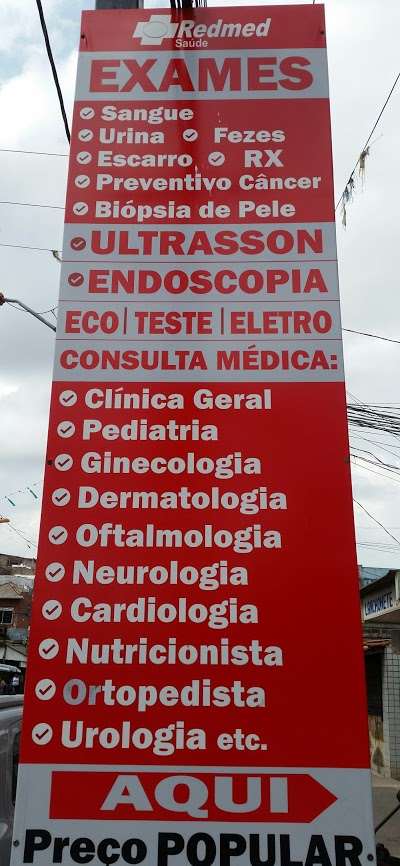 Redmed
Saúde
EXAMES
Sangue
Urina Fezes
Escarro RX
Preventivo Câncer
Biópsia de Pele
ULTRASSON
ENDOSCOPIA
ECO | TESTE | ELETRO
CONSULTA MÉDICA:
Clínica Geral
Pediatria
Ginecologia
Dermatologia
Oftalmologia
Neurologia
Cardiologia
Nutricionista
Ortopedista
Urologia etc.
AQUI
Preço POPULAR
LANCHONETE